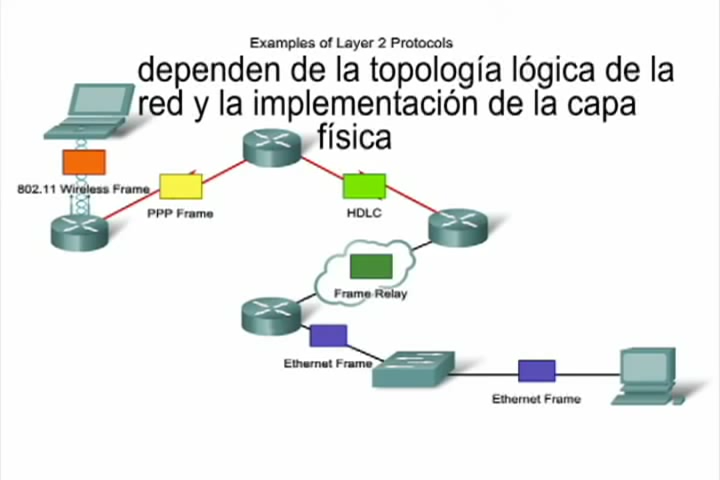 Examples of Layer 2 Protocols
dependen de la topología lógica de la
red y la implementación de la capa
física
802.11 Wireless Frame
PPP Frame
HDLC
Frame Relay
Ethernet Frame
Ethernet Frame